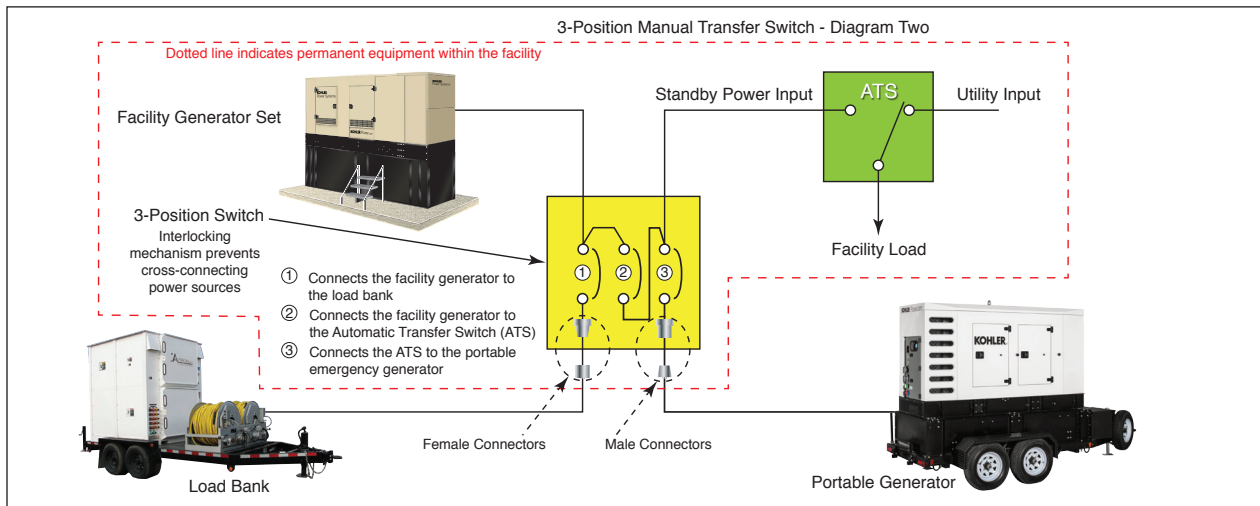 3-Position Manual Transfer Switch - Diagram Two
Dotted line indicates permanent equipment within the facility
Facility Generator Set
KOHLER
Standby Power Input
ATS
Utility Input
3-Position Switch
Interlocking
mechanism prevents
cross-connecting
power sources
1
2
3
Facility Load
① Connects the facility generator to
the load bank
② Connects the facility generator to
the Automatic Transfer Switch (ATS)
③ Connects the ATS to the portable
emergency generator
KOHLER
Female Connectors
Male Connectors
Load Bank
Portable Generator